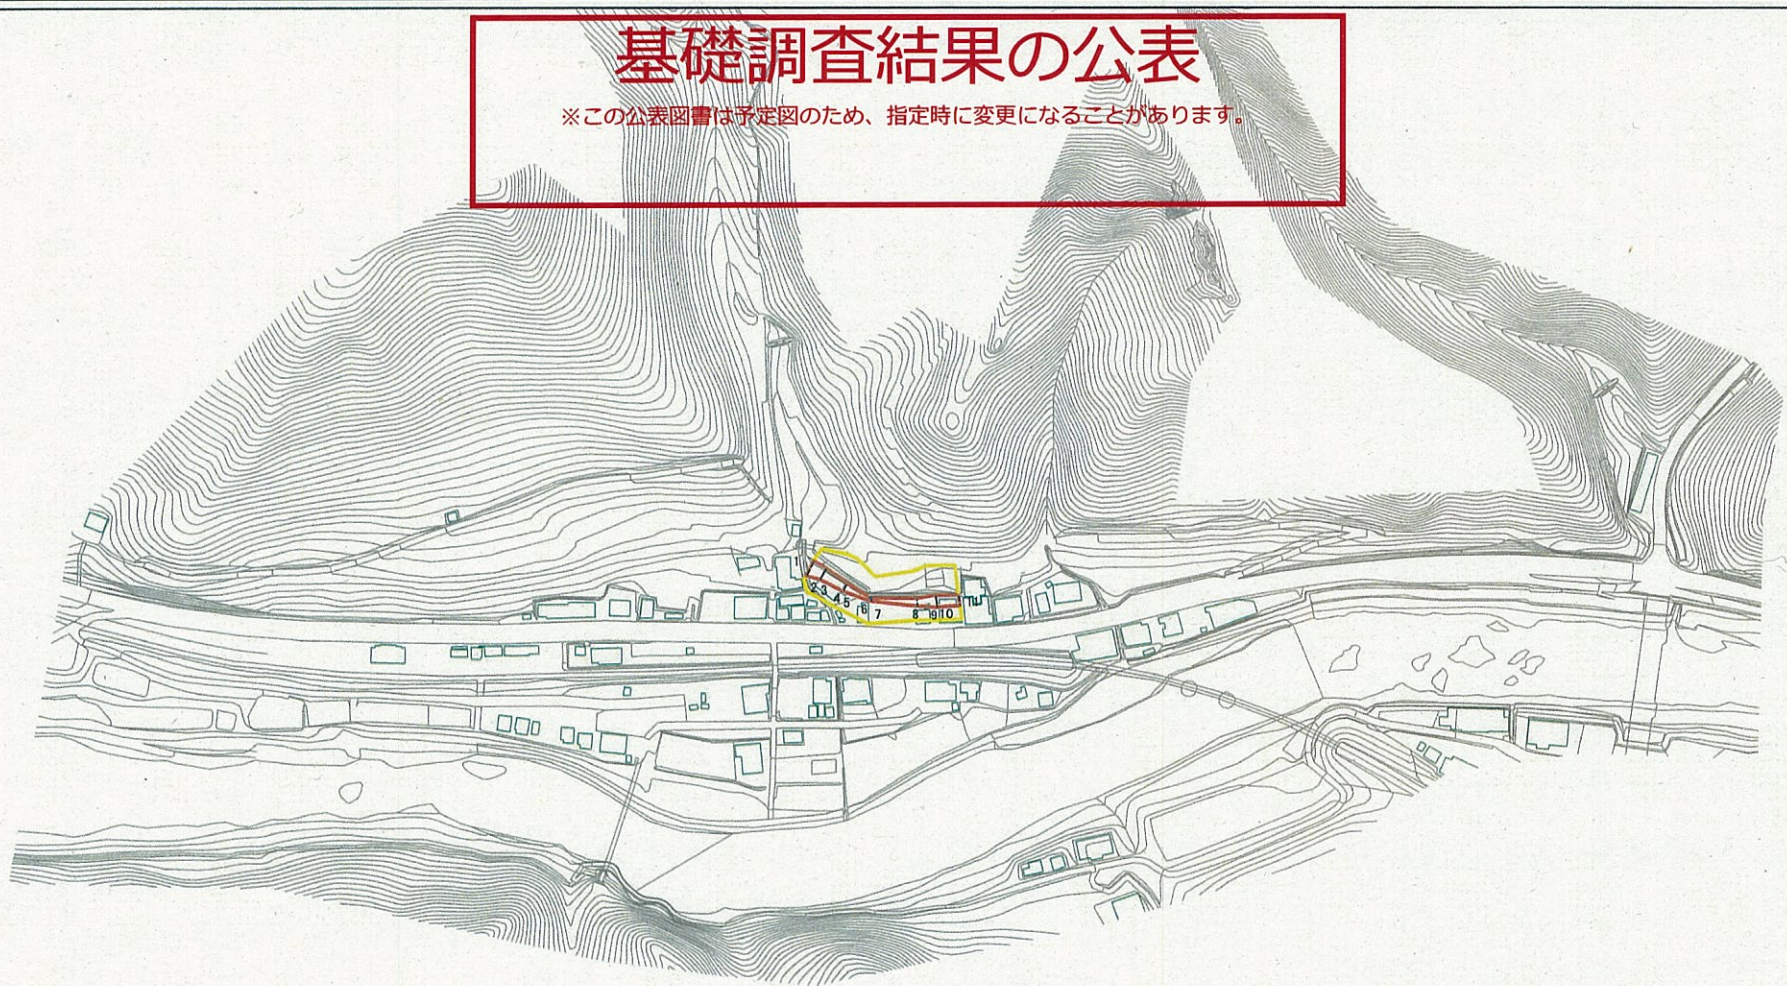 基礎調査結果の公表
※この公表図書は予定図のため、指定時に変更になることがあります。
1
2 3 4 5 6 7 8 9 10